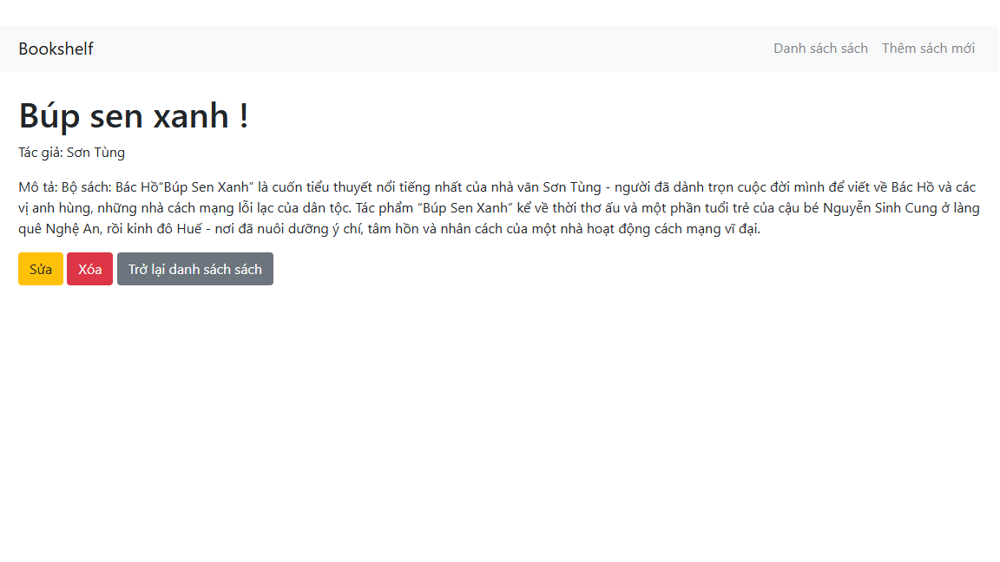 Bookshelf
Danh sách sách
Thêm sách mới
Búp sen xanh !
Tác giả: Sơn Tùng
Mô tả: Bộ sách: Bác Hồ“Búp Sen Xanh” là cuốn tiểu thuyết nổi tiếng nhất của nhà văn Sơn Tùng - người đã dành trọn cuộc đời mình để viết về Bác Hồ và các
vị anh hùng, những nhà cách mạng lỗi lạc của dân tộc. Tác phẩm “Búp Sen Xanh” kể về thời thơ ấu và một phần tuổi trẻ của cậu bé Nguyễn Sinh Cung ở làng
quê Nghệ An, rồi kinh đô Huế - nơi đã nuôi dưỡng ý chí, tâm hồn và nhân cách của một nhà hoạt động cách mạng vĩ đại.
Sửa
Xóa
Trở lại danh sách sách